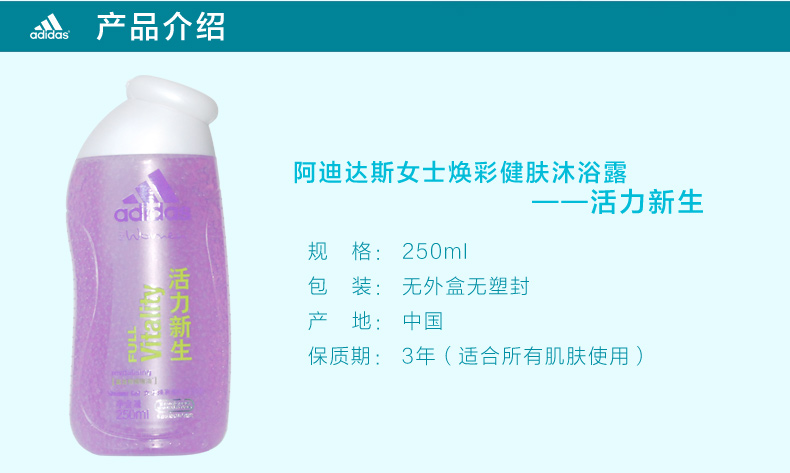 adidas
产品介绍
阿迪达斯女士焕彩健肤沐浴露
——活力新生
规 格： 250ml
包 装： 无外盒无塑封
产 地： 中国
保质期： 3年（适合所有肌肤使用）
adidas
活力新生
FULL
Vitality
250ml